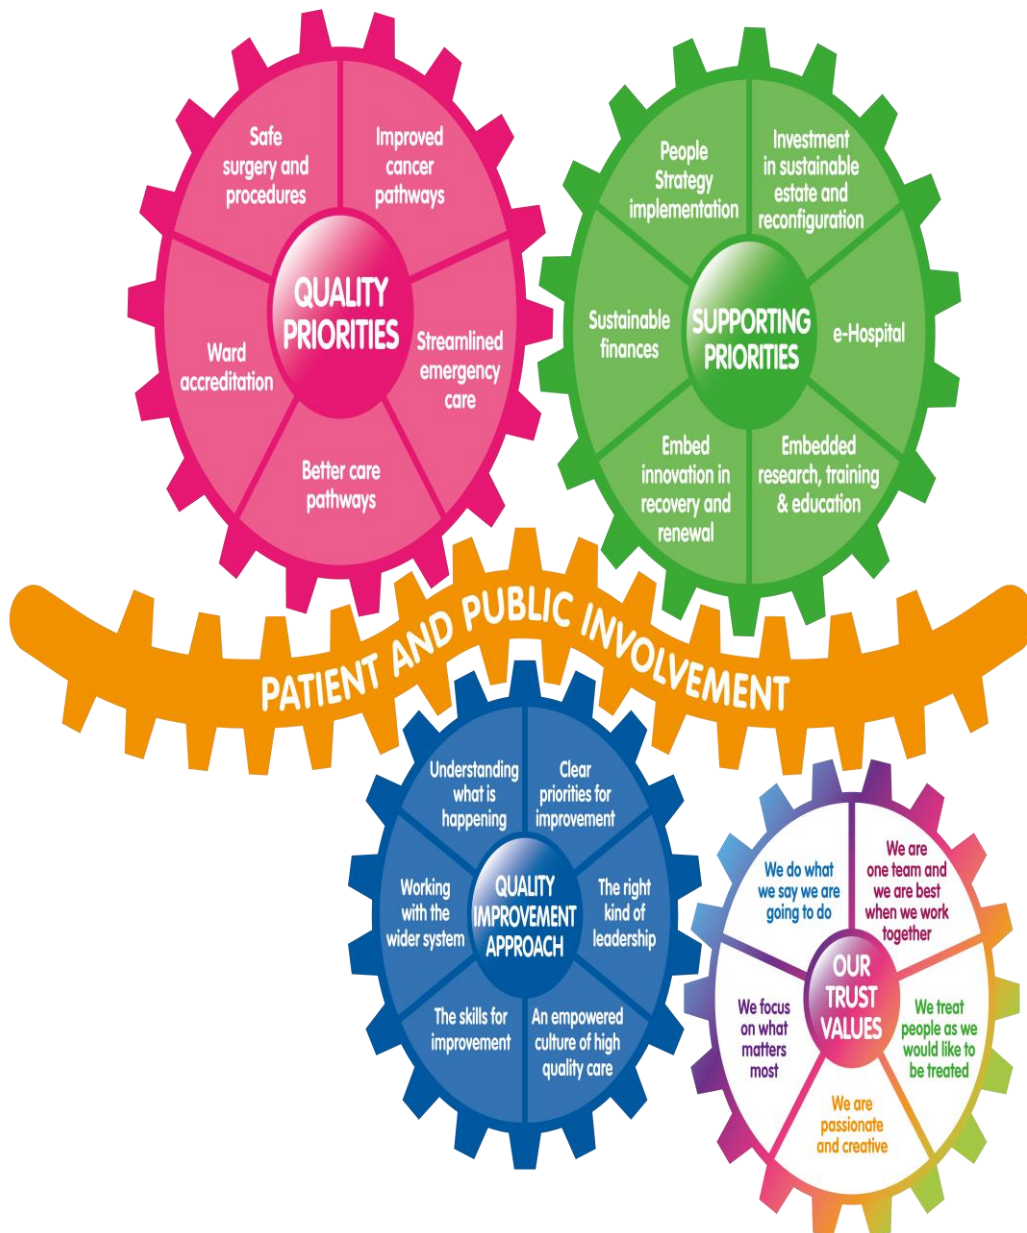 QUALITY
PRIORITIES
Safe
surgery and
procedures
Improved
cancer
pathways
Streamlined
emergency
care
Better care
pathways
Ward
accreditation
SUPPORTING
PRIORITIES
People
Strategy
implementation
Investment
in sustainable
estate and
reconfiguration
e-Hospital
Embedded
research, training
& education
Embed
innovation in
recovery and
renewal
Sustainable
finances
PATIENT AND PUBLIC INVOLVEMENT
QUALITY
IMPROVEMENT
APPROACH
Understanding
what is
happening
Clear
priorities for
improvement
The right
kind of
leadership
An empowered
culture of high
quality care
The skills for
improvement
Working
with the
wider system
OUR
TRUST
VALUES
We do what
we say we are
going to do
We are
one team and
we are best
when we work
together
We treat
people as we
would like to
be treated
We are
passionate
and creative
We focus
on what
matters
most